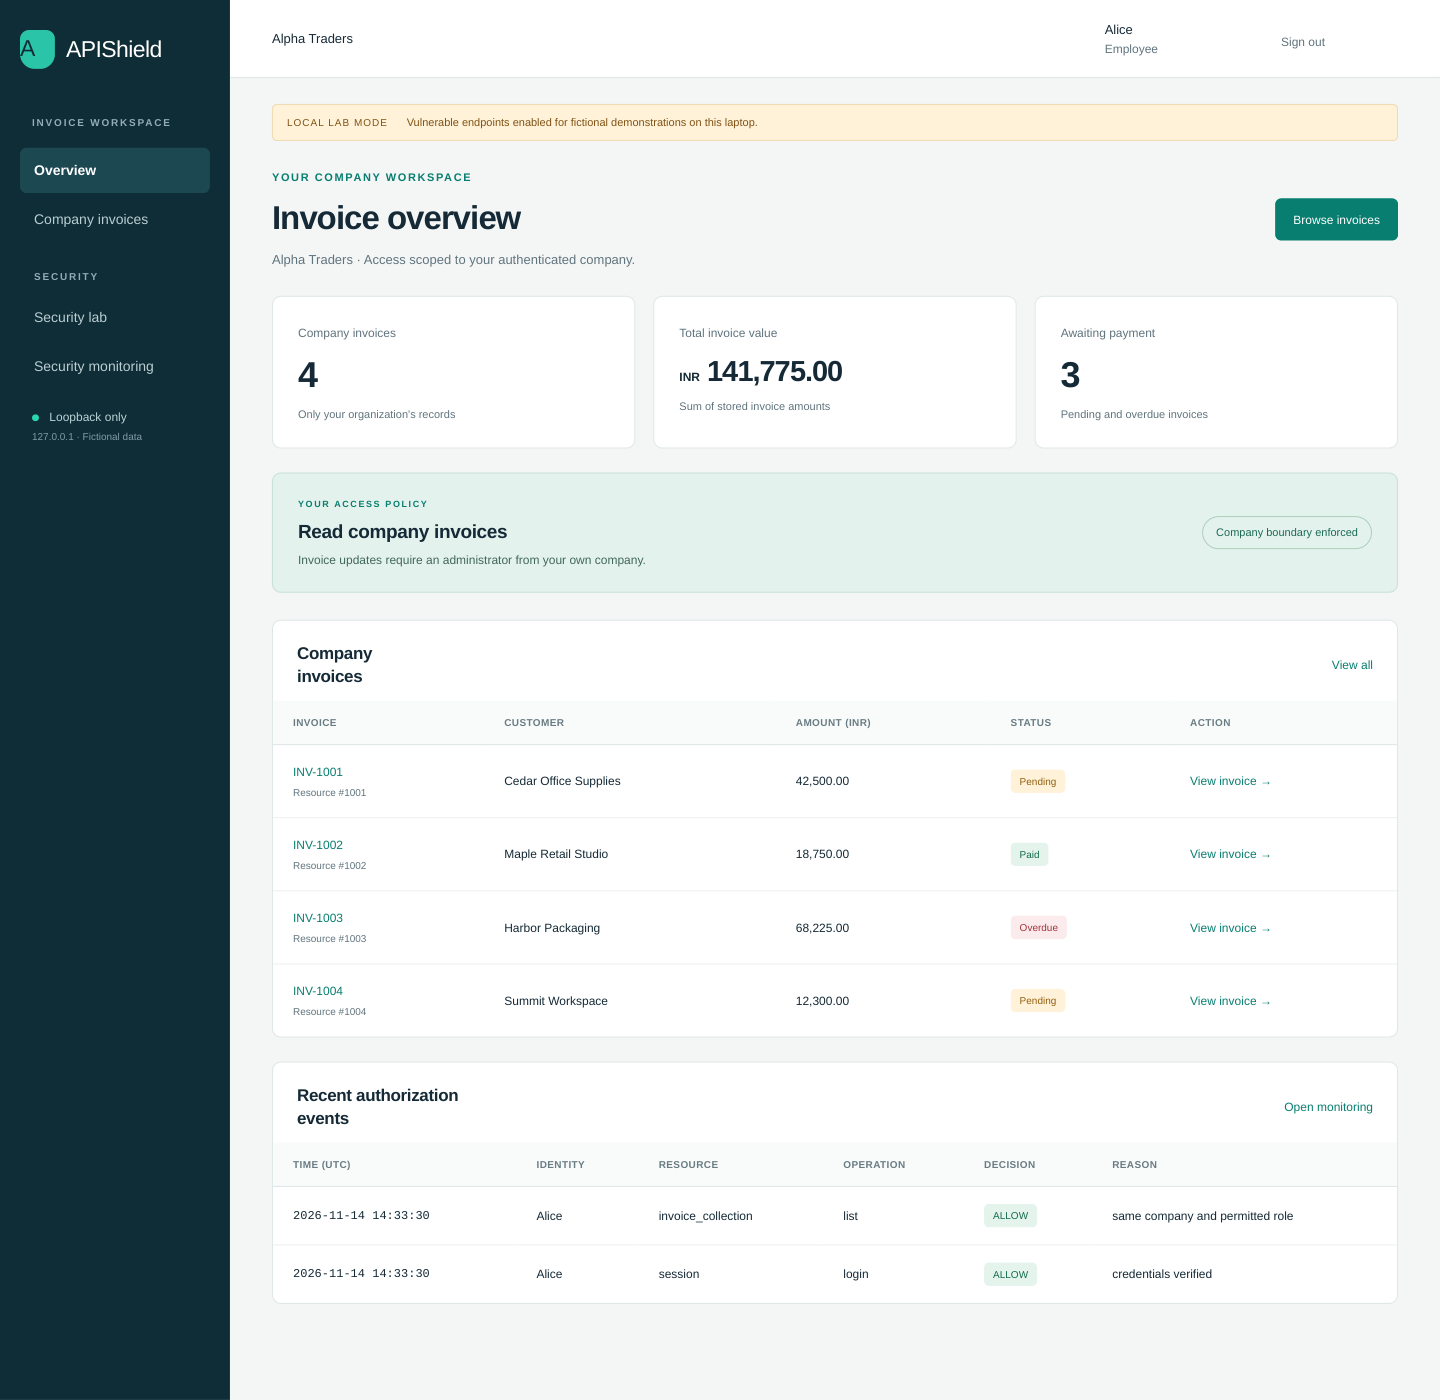 A APIShield
INVOICE WORKSPACE
Overview
Company invoices
SECURITY
Security lab
Security monitoring
Loopback only
127.0.0.1 · Fictional data
Alpha Traders
Alice
Employee
Sign out
LOCAL LAB MODE Vulnerable endpoints enabled for fictional demonstrations on this laptop.
YOUR COMPANY WORKSPACE
Invoice overview
Browse invoices
Alpha Traders · Access scoped to your authenticated company.
Company invoices
4
Only your organization's records
Total invoice value
INR 141,775.00
Sum of stored invoice amounts
Awaiting payment
3
Pending and overdue invoices
YOUR ACCESS POLICY
Read company invoices
Invoice updates require an administrator from your own company.
Company boundary enforced
Company
invoices
View all
INVOICE CUSTOMER AMOUNT (INR) STATUS ACTION
INV-1001 Cedar Office Supplies 42,500.00 Pending View invoice →
Resource #1001
INV-1002 Maple Retail Studio 18,750.00 Paid View invoice →
Resource #1002
INV-1003 Harbor Packaging 68,225.00 Overdue View invoice →
Resource #1003
INV-1004 Summit Workspace 12,300.00 Pending View invoice →
Resource #1004
Recent authorization
events
Open monitoring
TIME (UTC) IDENTITY RESOURCE OPERATION DECISION REASON
2026-11-14 14:33:30 Alice invoice_collection list ALLOW same company and permitted role
2026-11-14 14:33:30 Alice session login ALLOW credentials verified